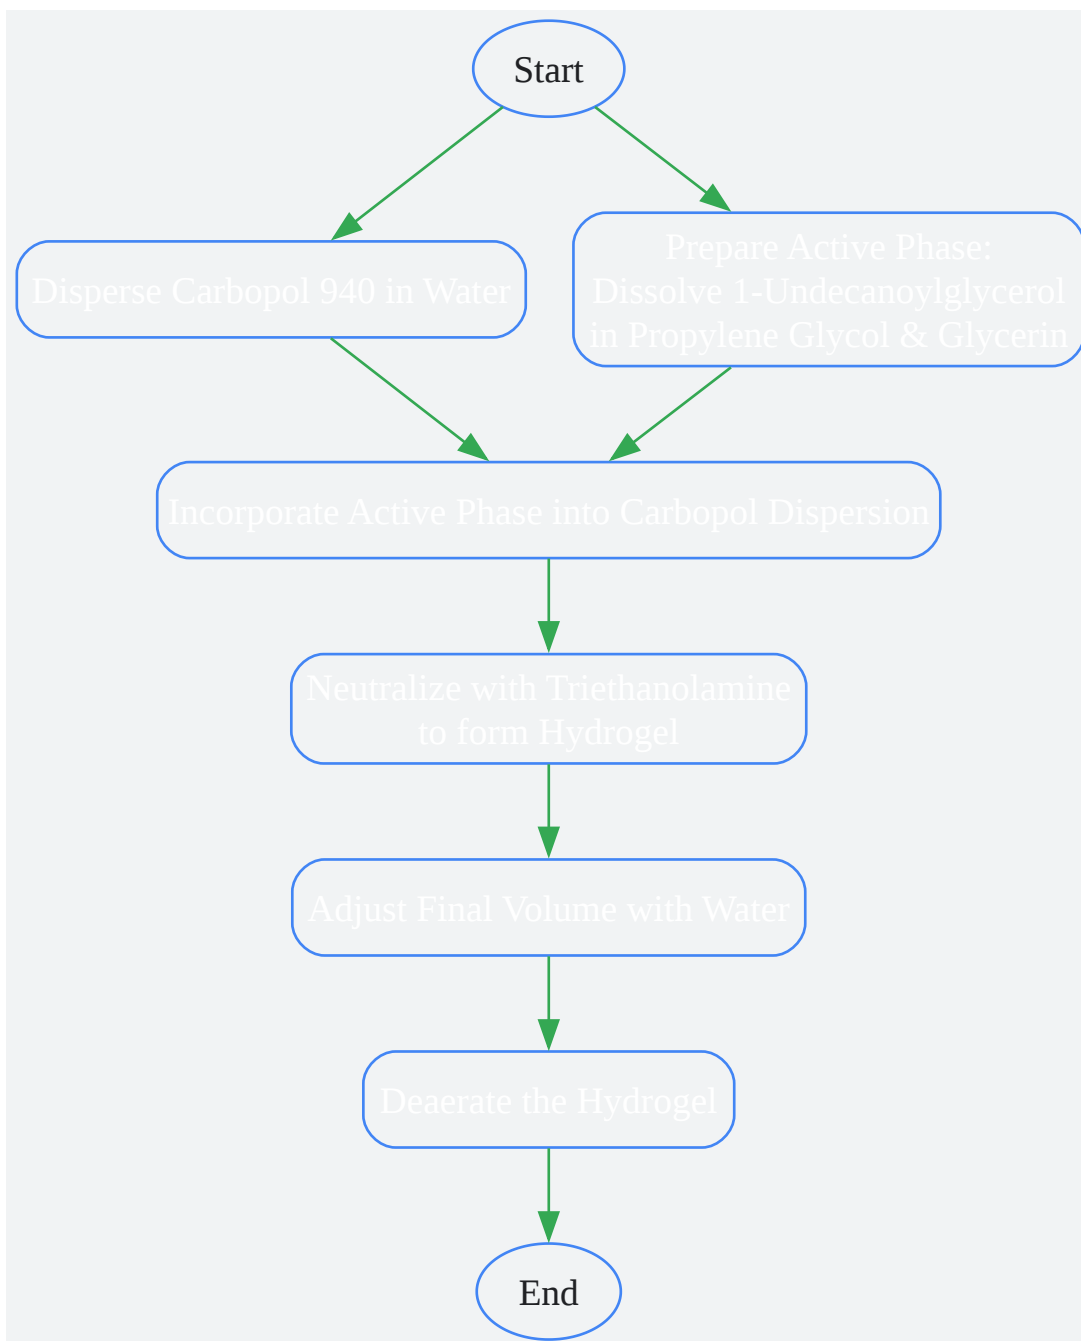 Start
Disperse Carbopol 940 in Water
Prepare Active Phase:
Dissolve 1-Undecanoylglycerol
in Propylene Glycol & Glycerin
Incorporate Active Phase into Carbopol Dispersion
Neutralize with Triethanolamine
to form Hydrogel
Adjust Final Volume with Water
Deaerate the Hydrogel
End